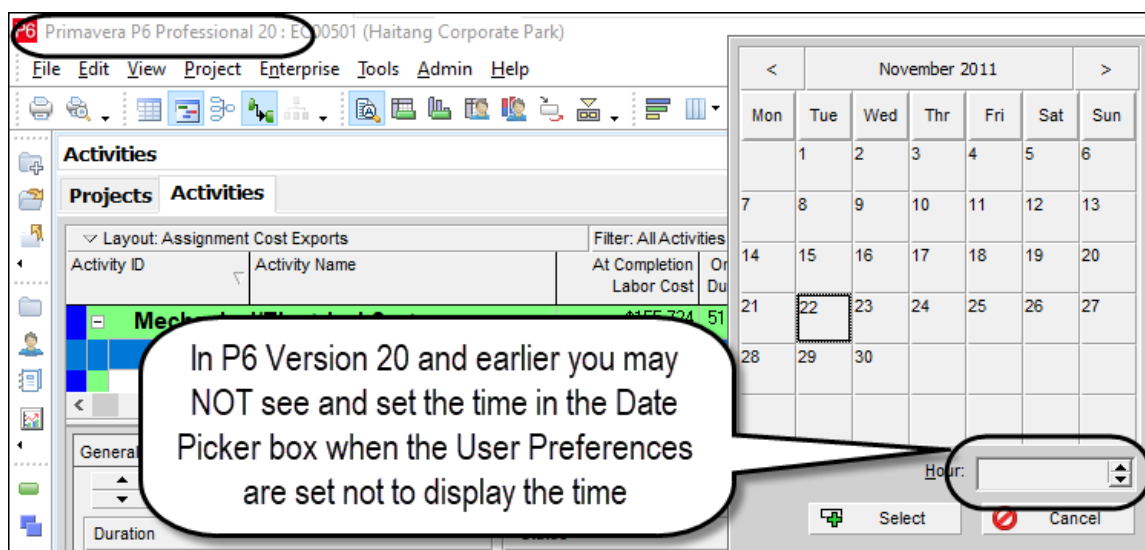 P6 Primavera P6 Professional 20 : EC00501 (Haitang Corporate Park)
File Edit View Project Enterprise Tools Admin Help
Activities
Projects Activities
Layout: Assignment Cost Exports Filter: All Activities
Activity ID Activity Name At Completion Labor Cost
$155,724 51
In P6 Version 20 and earlier you may
NOT see and set the time in the Date
Picker box when the User Preferences
are set not to display the time
General
Duration
< November 2011 >
Mon Tue Wed Thr Fri Sat Sun
1 2 3 4 5 6
7 8 9 10 11 12 13
14 15 16 17 18 19 20
21 22 23 24 25 26 27
28 29 30
Hour:
Select Cancel